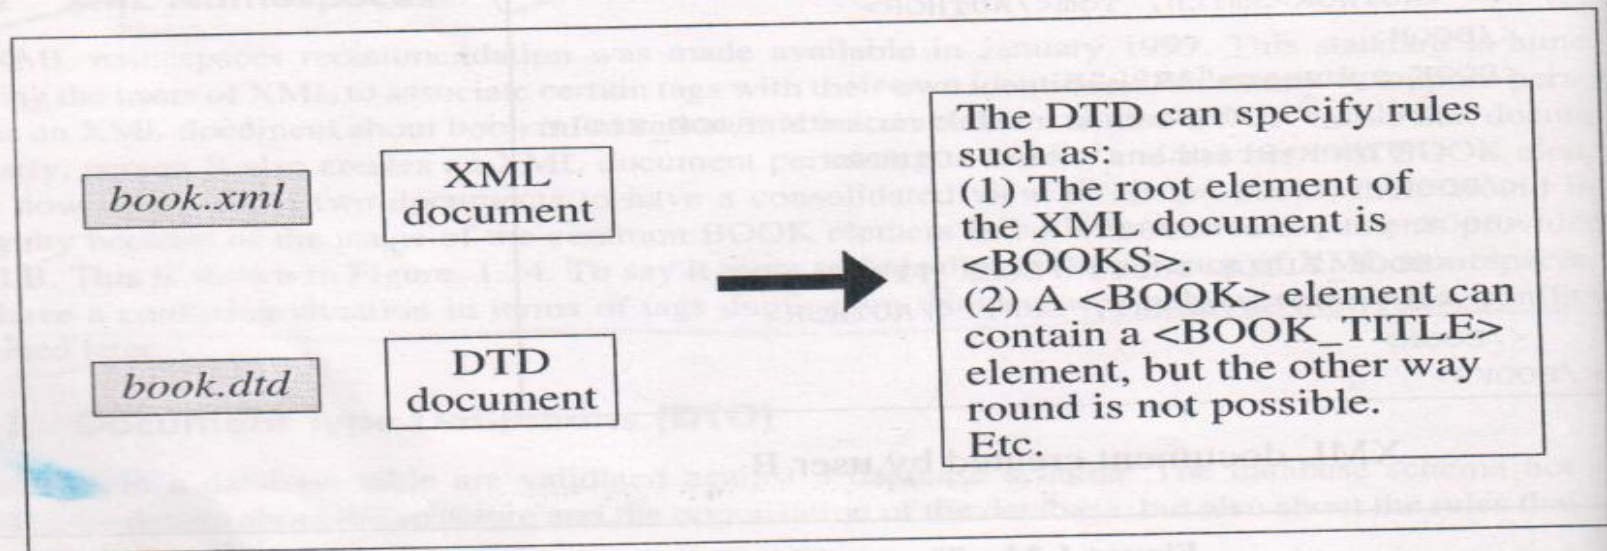 book.xml
XML
document
book.dtd
DTD
document
The DTD can specify rules
such as:
(1) The root element of
the XML document is
<BOOKS>.
(2) A <BOOK> element can
contain a <BOOK_TITLE>
element, but the other way
round is not possible.
Etc.